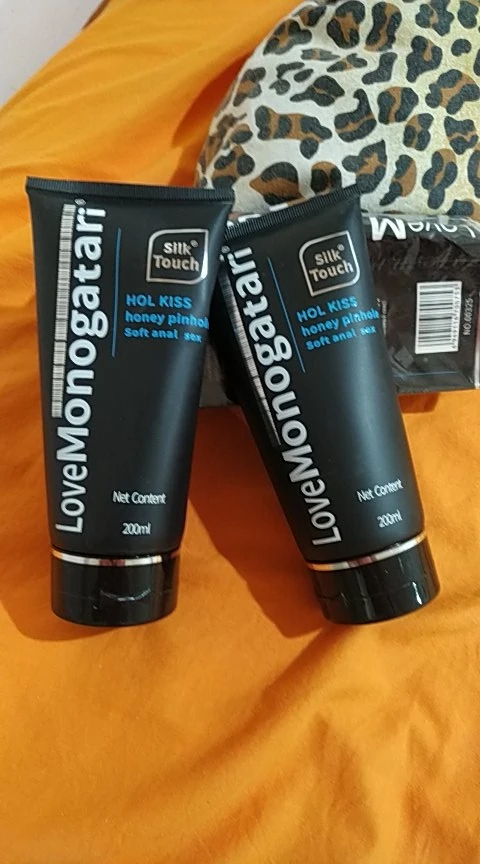 LoveMonogatari®
Silk®
Touch
HOL KISS
honey pinhole
Soft anal sex
Net Content
200ml
LoveMonogatari®
Silk®
Touch
HOL KISS
honey pinhole
Soft anal sex
Net Content
200ml
LoveM